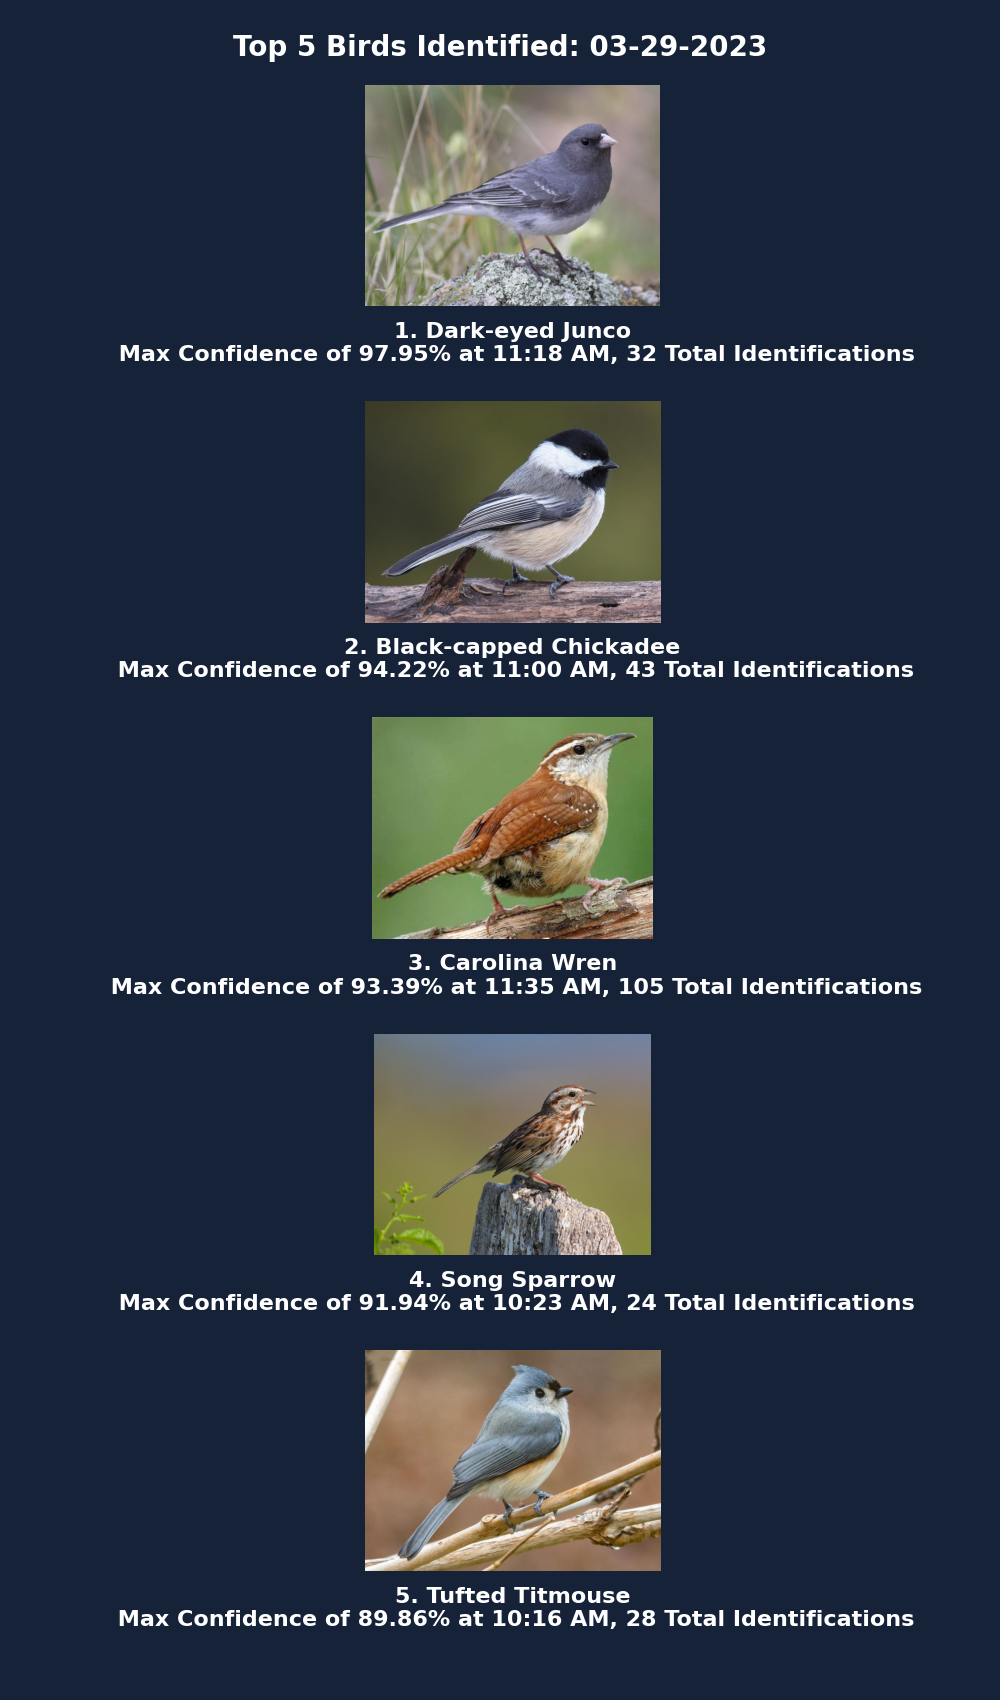 Top 5 Birds Identified: 03-29-2023
1. Dark-eyed Junco
Max Confidence of 97.95% at 11:18 AM, 32 Total Identifications
2. Black-capped Chickadee
Max Confidence of 94.22% at 11:00 AM, 43 Total Identifications
3. Carolina Wren
Max Confidence of 93.39% at 11:35 AM, 105 Total Identifications
4. Song Sparrow
Max Confidence of 91.94% at 10:23 AM, 24 Total Identifications
5. Tufted Titmouse
Max Confidence of 89.86% at 10:16 AM, 28 Total Identifications